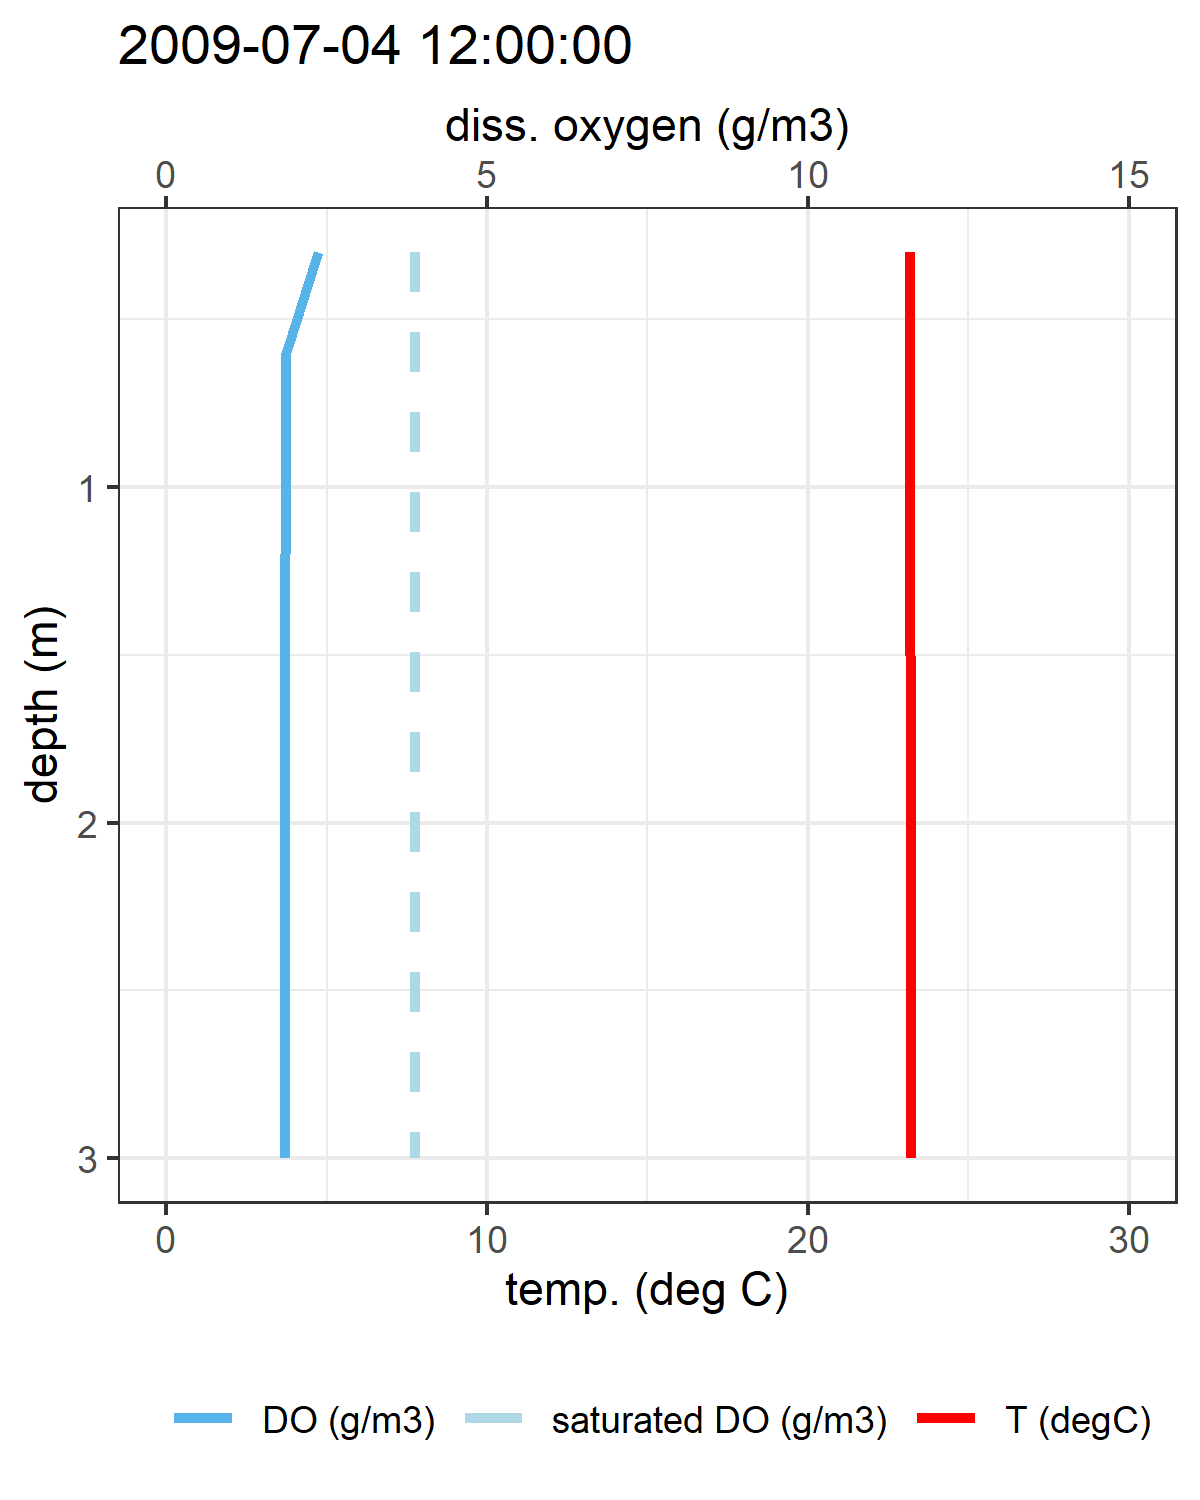 2009-07-04 12:00:00
diss. oxygen (g/m3)
0 5 10 15
depth (m)
1
2
3
0 10 20 30
temp. (deg C)
DO (g/m3) saturated DO (g/m3) T (degC)